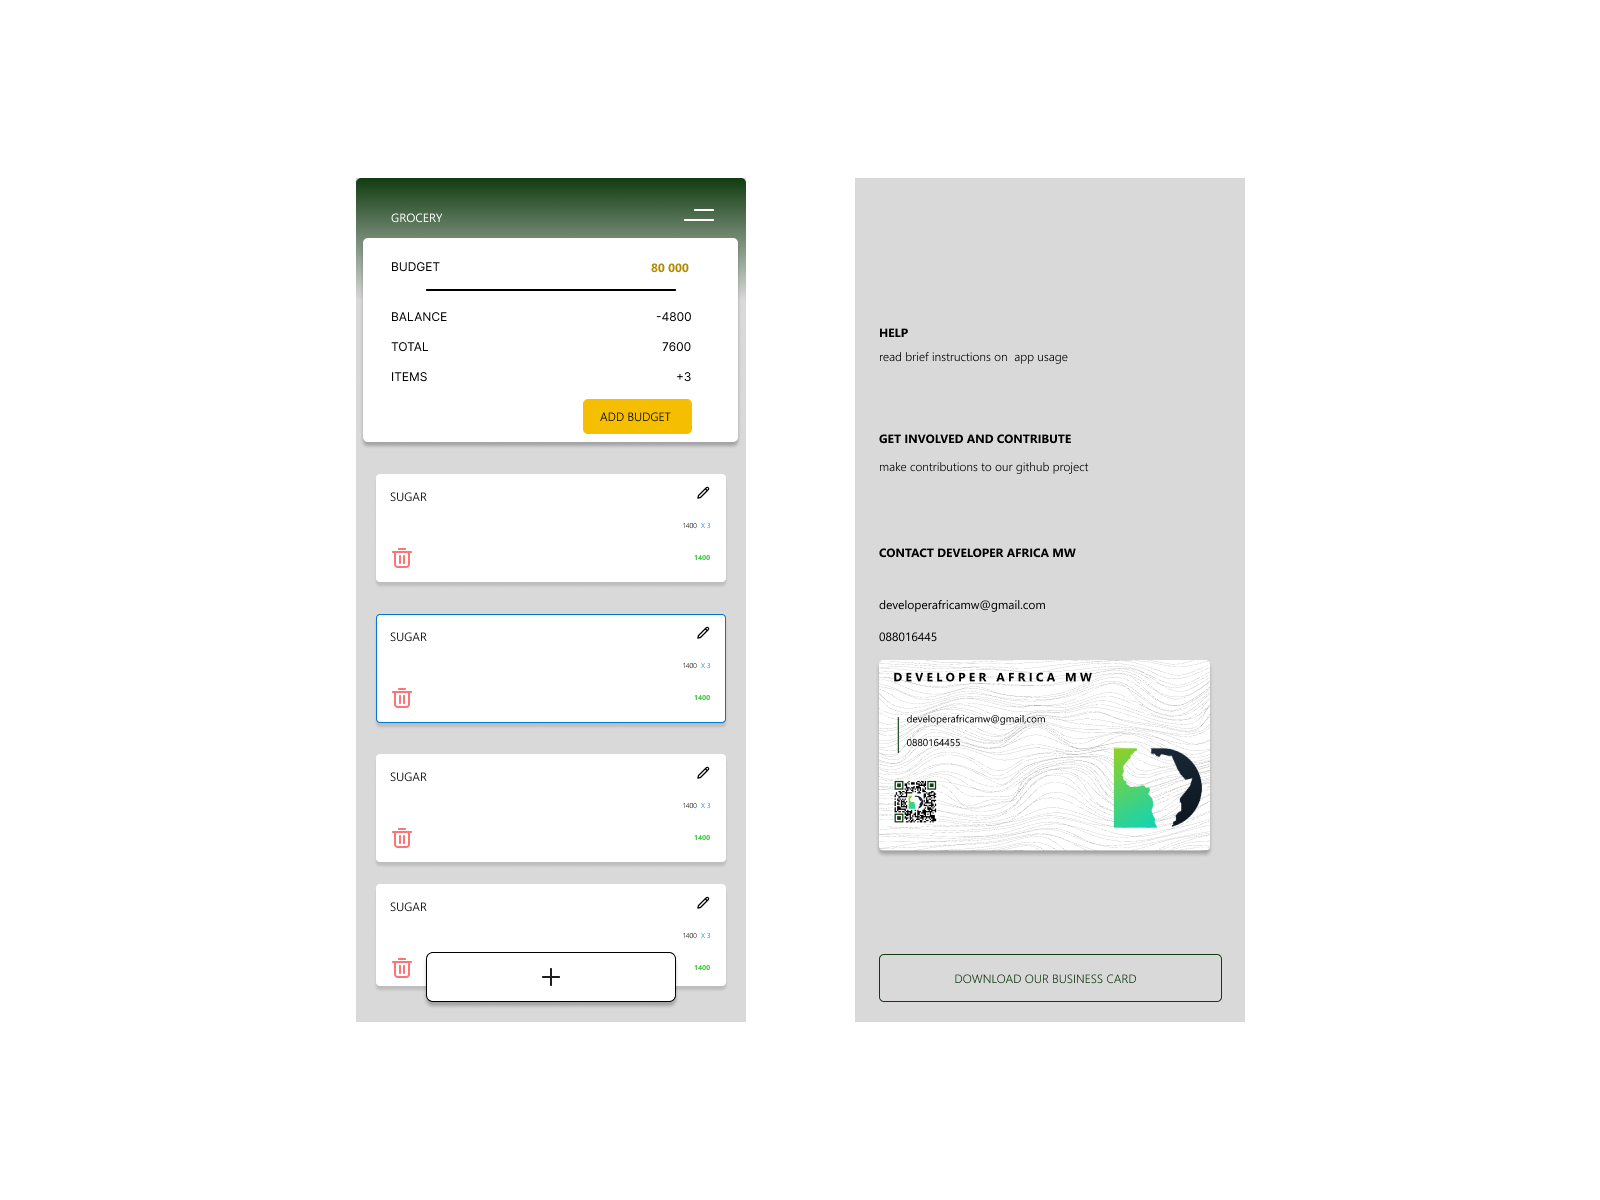 GROCERY
BUDGET 80 000
BALANCE -4800
TOTAL 7600
ITEMS +3
ADD BUDGET
SUGAR
1400 X 3
1400
SUGAR
1400 X 3
1400
SUGAR
1400 X 3
1400
SUGAR
1400 X 3
1400
+
HELP
read brief instructions on  app usage
GET INVOLVED AND CONTRIBUTE
make contributions to our github project
CONTACT DEVELOPER AFRICA MW
developerafricamw@gmail.com
088016445
DEVELOPER AFRICA MW
developerafricamw@gmail,com
0880164455
DOWNLOAD OUR BUSINESS CARD